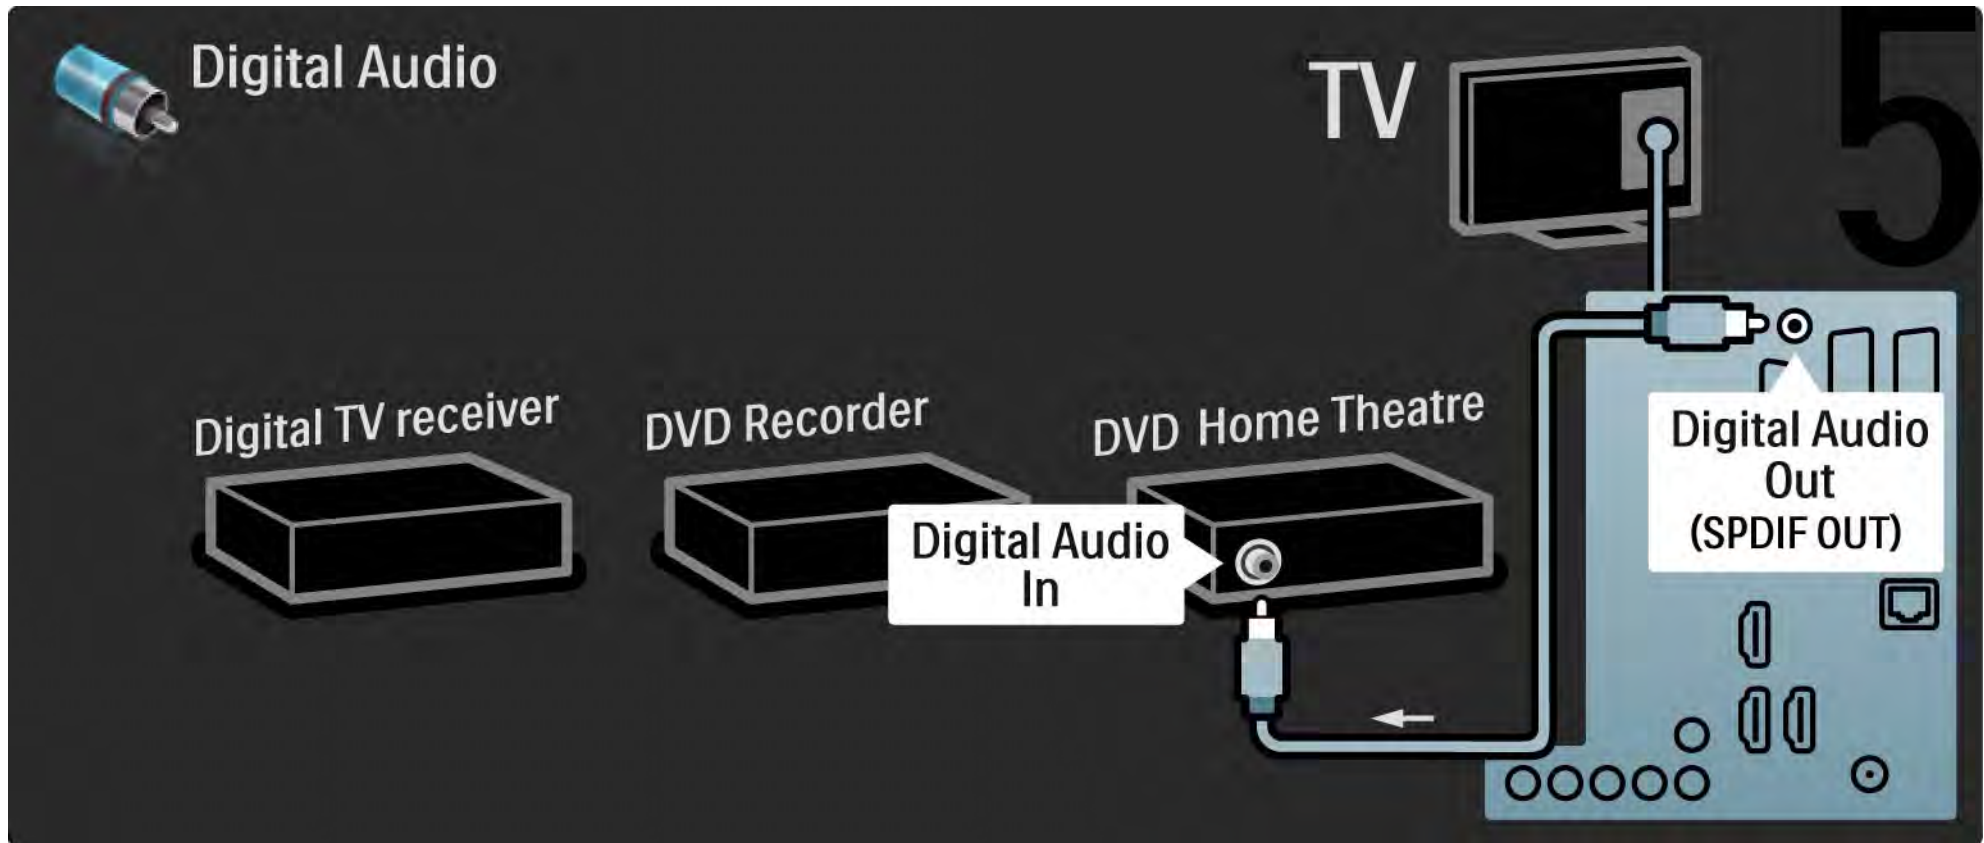 Digital Audio
TV
5
Digital TV receiver
DVD Recorder
DVD Home Theatre
Digital Audio
In
Digital Audio
Out
(SPDIF OUT)